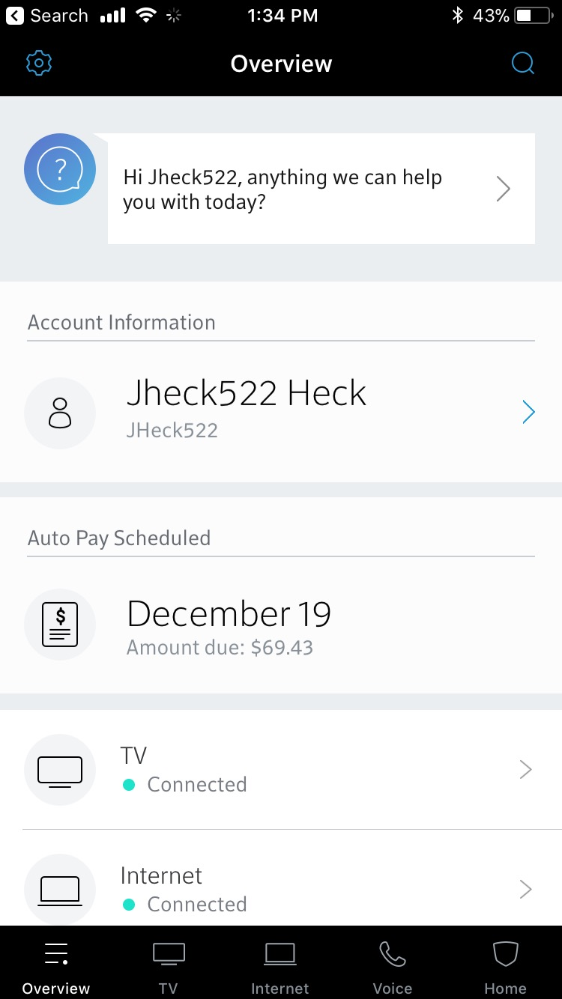 Search 1:34 PM 43%
Overview
?
Hi Jheck522, anything we can help
you with today?
Account Information
Jheck522 Heck
JHeck522
Auto Pay Scheduled
$
December 19
Amount due: $69.43
TV
Connected
Internet
Connected
Overview TV Internet Voice Home